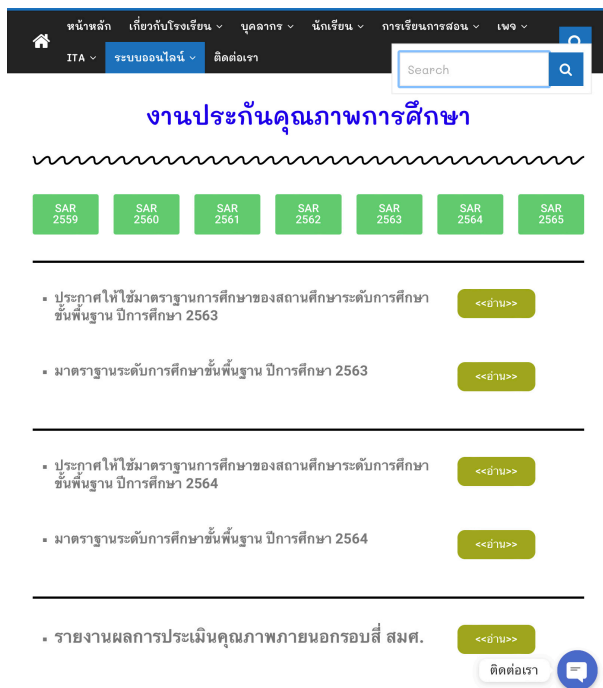 หน้าหลัก เกี่ยวกับโรงเรียน บุคลากร นักเรียน การเรียนการสอน เพจ
ITA ระบบออนไลน์ ติดต่อเรา
Search
งานประกันคุณภาพการศึกษา
SAR 2559
SAR 2560
SAR 2561
SAR 2562
SAR 2563
SAR 2564
SAR 2565
ประกาศให้ใช้มาตราฐานการศึกษาของสถานศึกษาระดับการศึกษา
ขั้นพื้นฐาน ปีการศึกษา 2563
<<อ่าน>>
มาตราฐานระดับการศึกษาขั้นพื้นฐาน ปีการศึกษา 2563
<<อ่าน>>
ประกาศให้ใช้มาตราฐานการศึกษาของสถานศึกษาระดับการศึกษา
ขั้นพื้นฐาน ปีการศึกษา 2564
<<อ่าน>>
มาตราฐานระดับการศึกษาขั้นพื้นฐาน ปีการศึกษา 2564
<<อ่าน>>
รายงานผลการประเมินคุณภาพภายนอกรอบสี่ สมศ.
<<อ่าน>>
ติดต่อเรา